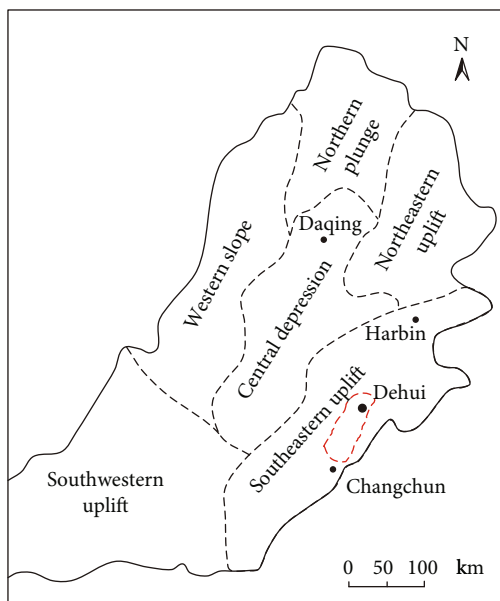 N
Northern
plunge
Northeastern
uplift
Daqing
Western slope
Central depression
Harbin
Southeastern uplift
Dehui
Southwestern
uplift
Changchun
0 50 100 km